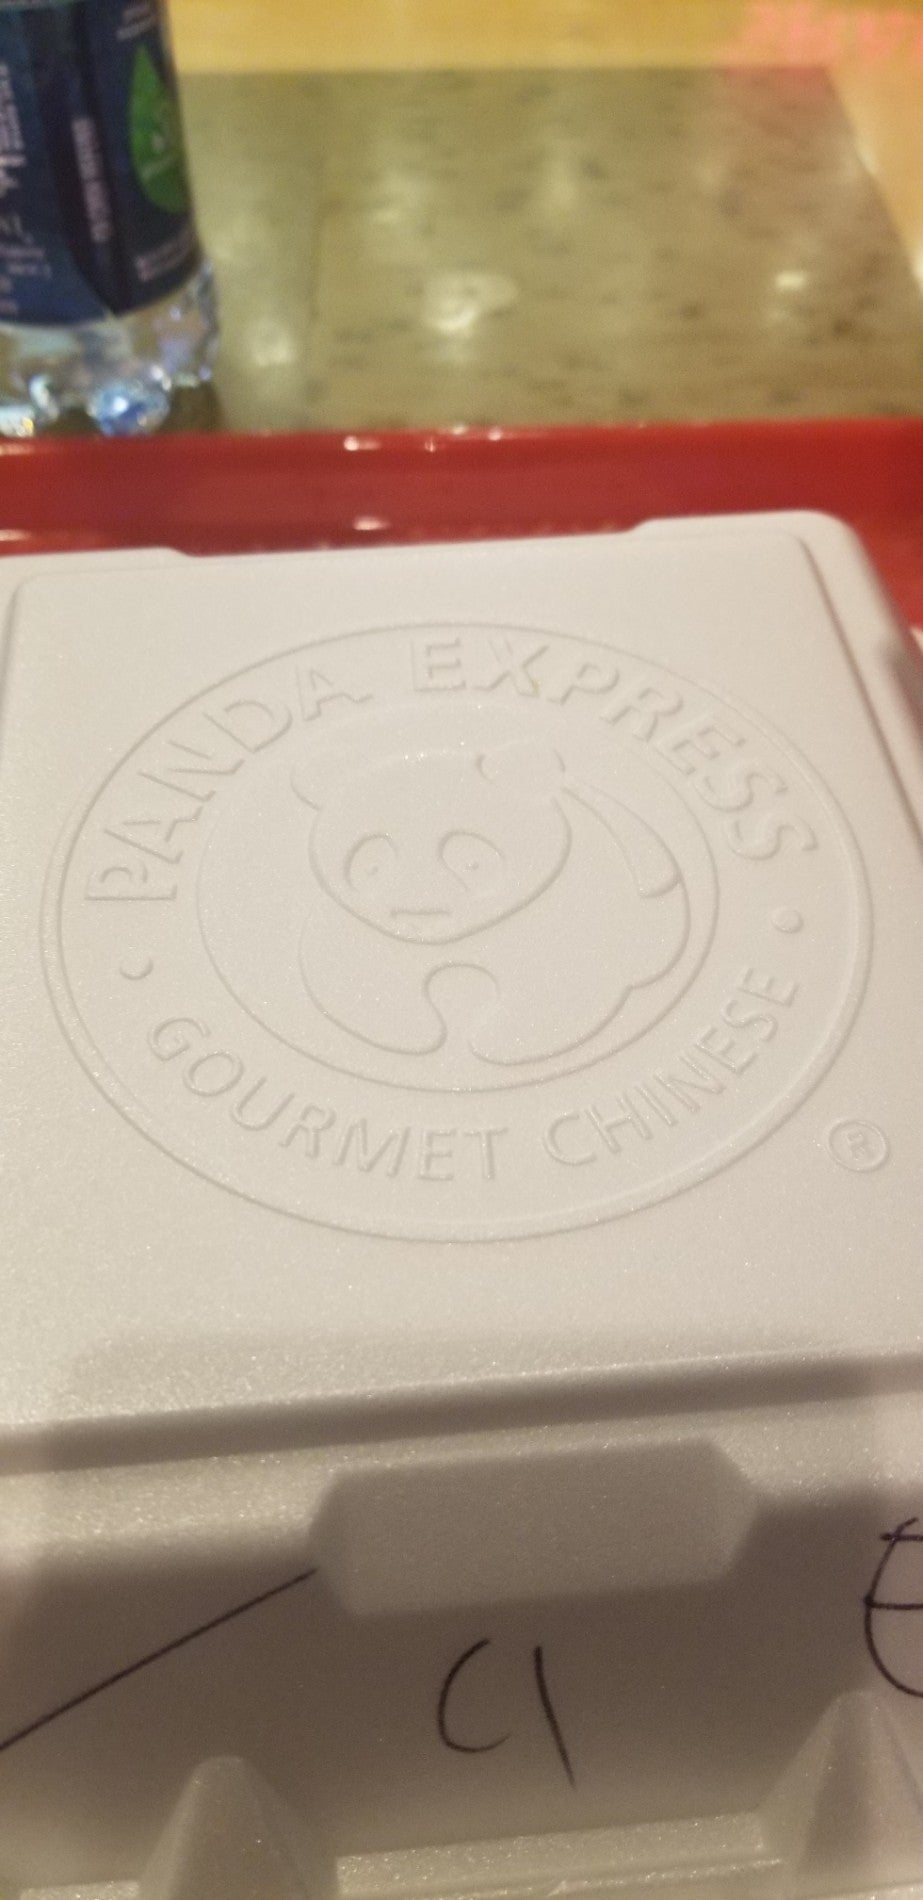 PANDA EXPRESS
• GOURMET CHINESE •
®
C1
E